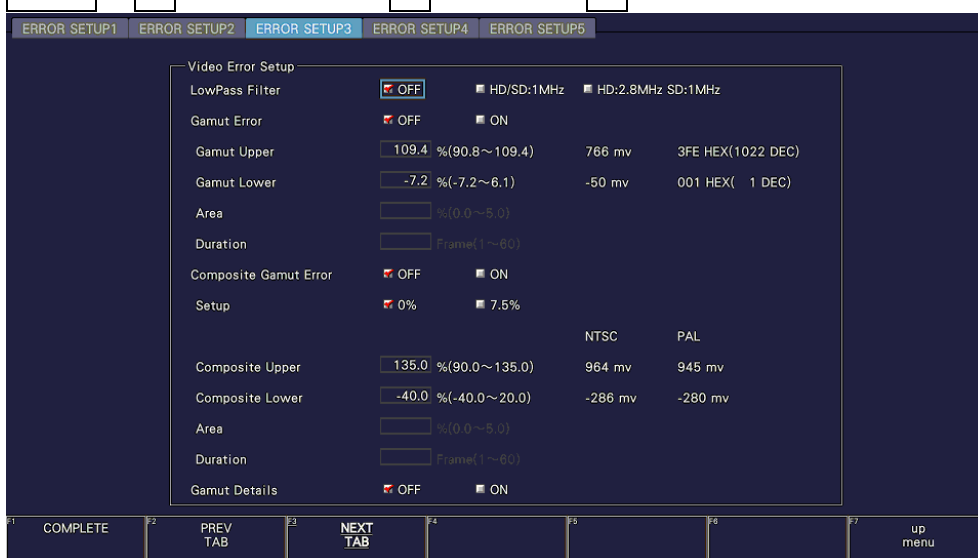 ERROR SETUP1 ERROR SETUP2 ERROR SETUP3 ERROR SETUP4 ERROR SETUP5
Video Error Setup
LowPass Filter OFF HD/SD:1MHz HD:2.8MHz SD:1MHz
Gamut Error OFF ON
Gamut Upper 109.4 %(90.8～109.4) 766 mv 3FE HEX(1022 DEC)
Gamut Lower -7.2 %(-7.2～6.1) -50 mv 001 HEX( 1 DEC)
Area %(0.0～5.0)
Duration Frame(1～60)
Composite Gamut Error OFF ON
Setup 0% 7.5%
NTSC PAL
Composite Upper 135.0 %(90.0～135.0) 964 mv 945 mv
Composite Lower -40.0 %(-40.0～20.0) -286 mv -280 mv
Area %(0.0～5.0)
Duration Frame(1～60)
Gamut Details OFF ON
F1 COMPLETE F2 PREV TAB F3 NEXT TAB F4 F5 F6 F7 up menu